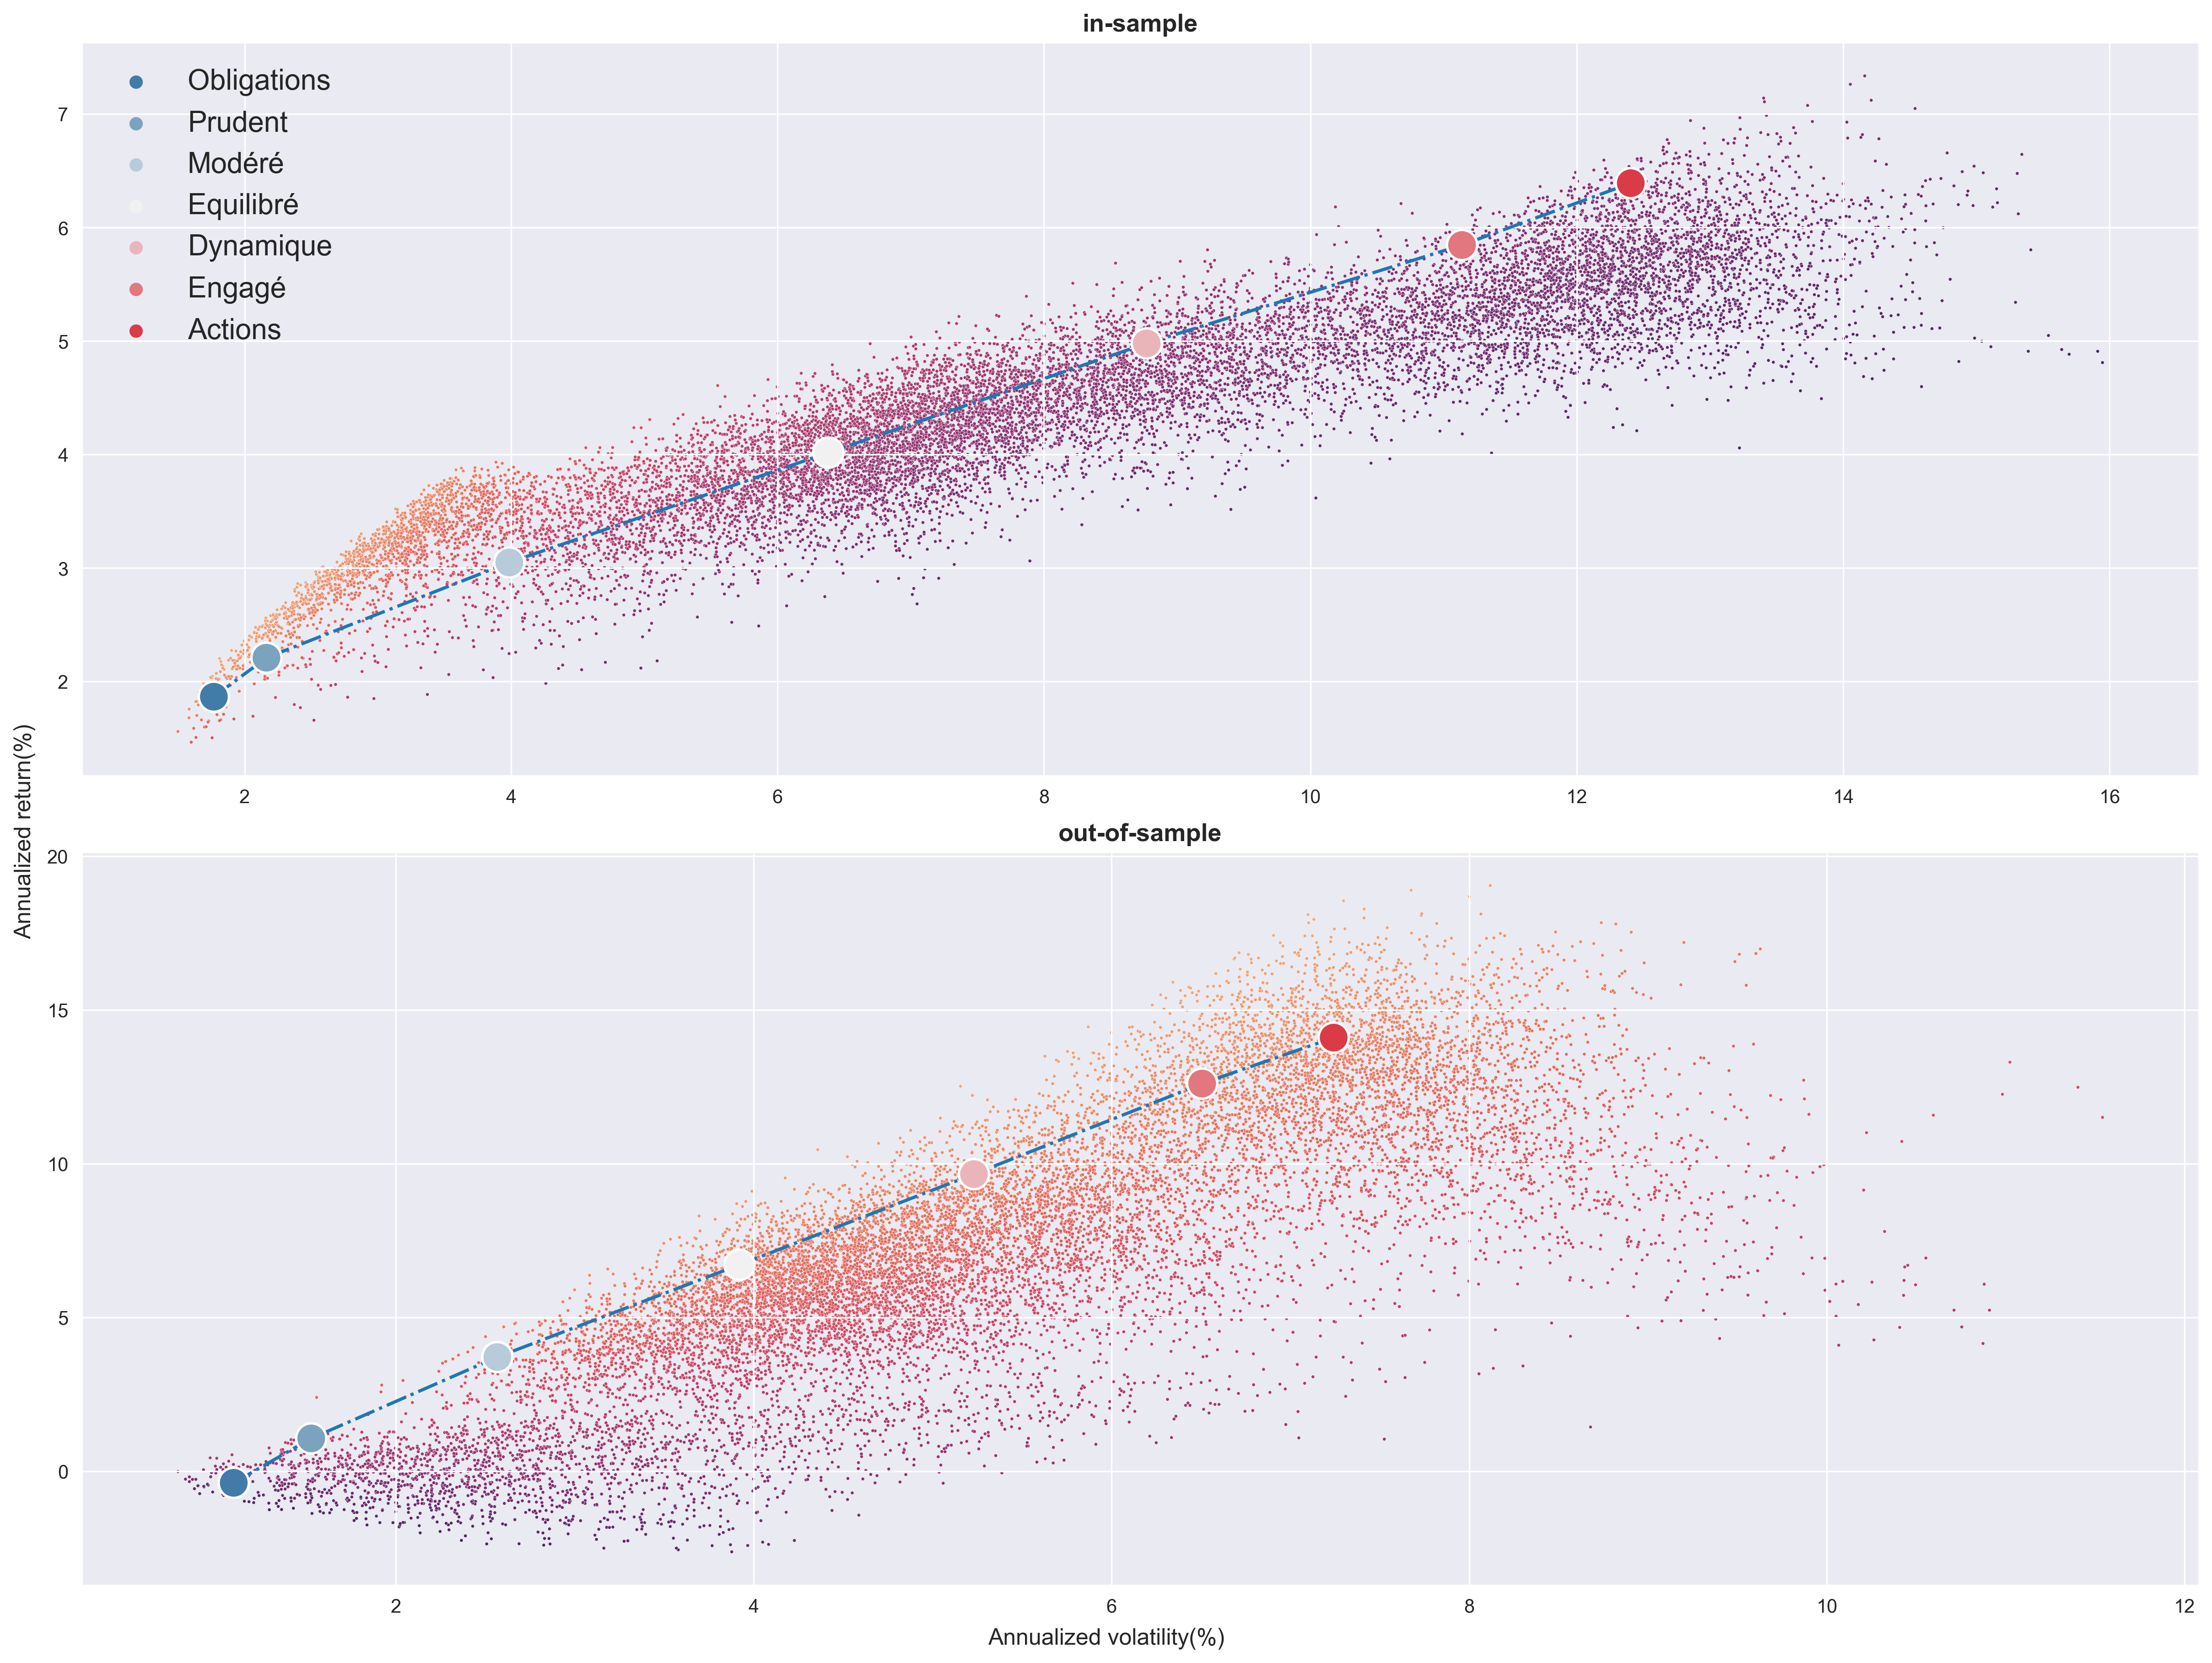 in-sample
Obligations
Prudent
Modéré
Equilibré
Dynamique
Engagé
Actions
7
6
5
4
3
2
2 4 6 8 10 12 14 16
Annualized return(%)
out-of-sample
20
15
10
5
0
2 4 6 8 10 12
Annualized volatility(%)